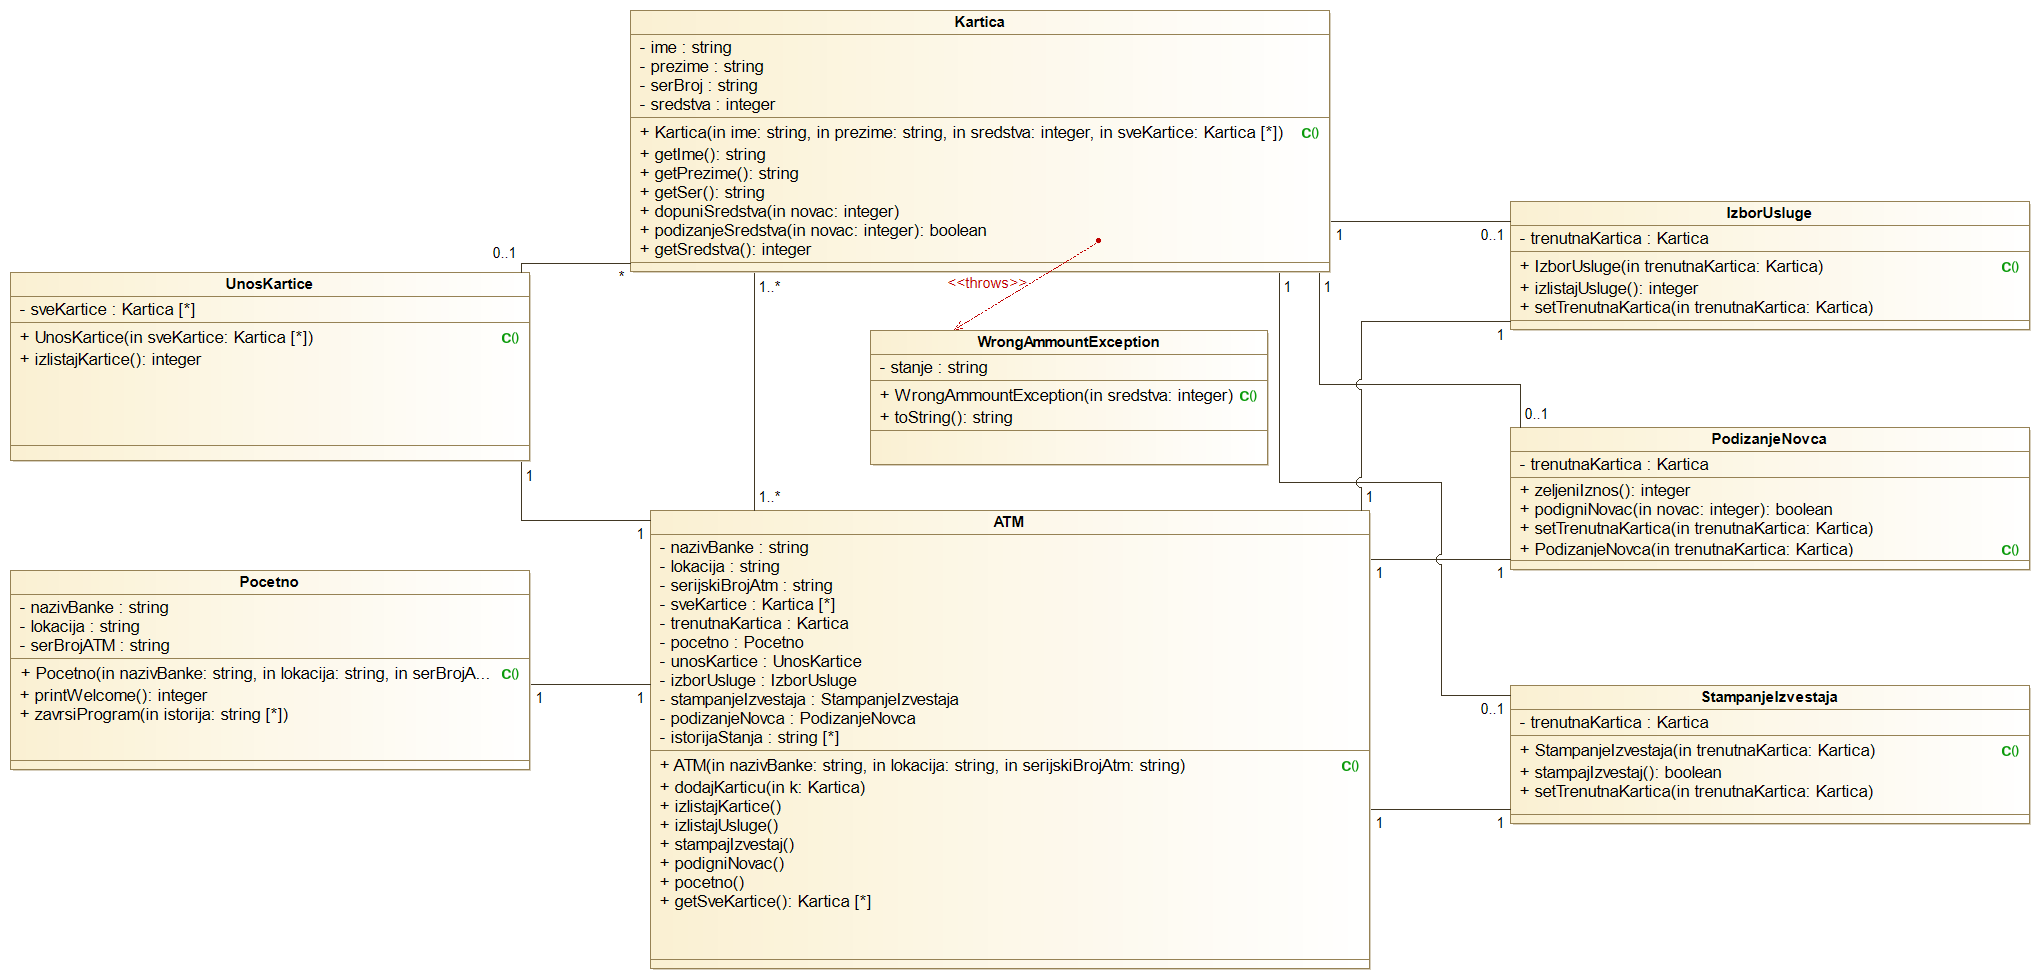 Kartica
- ime : string
- prezime : string
- serBroj : string
- sredstva : integer
+ Kartica(in ime: string, in prezime: string, in sredstva: integer, in sveKartice: Kartica [*]) C()
+ getIme(): string
+ getPrezime(): string
+ getSer(): string
+ dopuniSredstva(in novac: integer)
+ podizanjeSredstva(in novac: integer): boolean
+ getSredstva(): integer
1
0..1
IzborUsluge
- trenutnaKartica : Kartica
+ IzborUsluge(in trenutnaKartica: Kartica) C()
+ izlistajUsluge(): integer
+ setTrenutnaKartica(in trenutnaKartica: Kartica)
1
0..1
*
UnosKartice
- sveKartice : Kartica [*]
+ UnosKartice(in sveKartice: Kartica [*]) C()
+ izlistajKartice(): integer
1
1..*
<<throws>>
1
1
WrongAmmountException
- stanje : string
+ WrongAmmountException(in sredstva: integer) C()
+ toString(): string
0..1
PodizanjeNovca
- trenutnaKartica : Kartica
+ zeljeniIznos(): integer
+ podigniNovac(in novac: integer): boolean
+ setTrenutnaKartica(in trenutnaKartica: Kartica)
+ PodizanjeNovca(in trenutnaKartica: Kartica) C()
1..*
1
1
ATM
- nazivBanke : string
- lokacija : string
- serijskiBrojAtm : string
- sveKartice : Kartica [*]
- trenutnaKartica : Kartica
- pocetno : Pocetno
- unosKartice : UnosKartice
- izborUsluge : IzborUsluge
- stampanjeIzvestaja : StampanjeIzvestaja
- podizanjeNovca : PodizanjeNovca
- istorijaStanja : string [*]
+ ATM(in nazivBanke: string, in lokacija: string, in serijskiBrojAtm: string) C()
+ dodajKarticu(in k: Kartica)
+ izlistajKartice()
+ izlistajUsluge()
+ stampajIzvestaj()
+ podigniNovac()
+ pocetno()
+ getSveKartice(): Kartica [*]
1
1
Pocetno
- nazivBanke : string
- lokacija : string
- serBrojATM : string
+ Pocetno(in nazivBanke: string, in lokacija: string, in serBrojA... C()
+ printWelcome(): integer
+ zavrsiProgram(in istorija: string [*])
1
1
0..1
StampanjeIzvestaja
- trenutnaKartica : Kartica
+ StampanjeIzvestaja(in trenutnaKartica: Kartica) C()
+ stampajIzvestaj(): boolean
+ setTrenutnaKartica(in trenutnaKartica: Kartica)
1
1